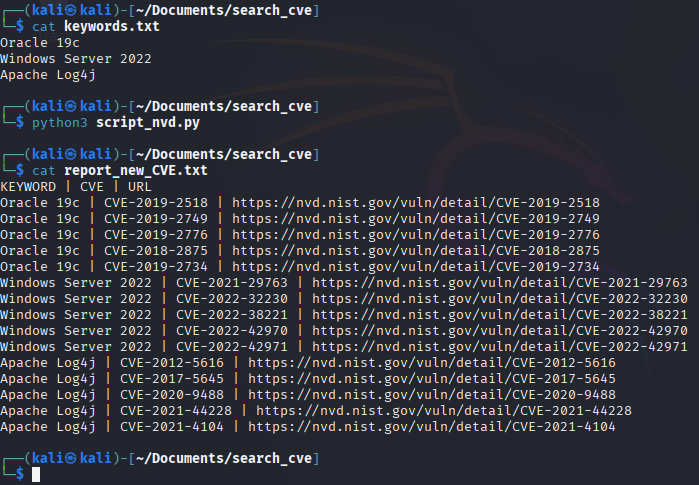 ┌──(kali㉿kali)-[~/Documents/search_cve]
└─$ cat keywords.txt
Oracle 19c
Windows Server 2022
Apache Log4j
┌──(kali㉿kali)-[~/Documents/search_cve]
└─$ python3 script_nvd.py
┌──(kali㉿kali)-[~/Documents/search_cve]
└─$ cat report_new_CVE.txt
KEYWORD | CVE | URL
Oracle 19c | CVE-2019-2518 | https://nvd.nist.gov/vuln/detail/CVE-2019-2518
Oracle 19c | CVE-2019-2749 | https://nvd.nist.gov/vuln/detail/CVE-2019-2749
Oracle 19c | CVE-2019-2776 | https://nvd.nist.gov/vuln/detail/CVE-2019-2776
Oracle 19c | CVE-2018-2875 | https://nvd.nist.gov/vuln/detail/CVE-2018-2875
Oracle 19c | CVE-2019-2734 | https://nvd.nist.gov/vuln/detail/CVE-2019-2734
Windows Server 2022 | CVE-2021-29763 | https://nvd.nist.gov/vuln/detail/CVE-2021-29763
Windows Server 2022 | CVE-2022-32230 | https://nvd.nist.gov/vuln/detail/CVE-2022-32230
Windows Server 2022 | CVE-2022-38221 | https://nvd.nist.gov/vuln/detail/CVE-2022-38221
Windows Server 2022 | CVE-2022-42970 | https://nvd.nist.gov/vuln/detail/CVE-2022-42970
Windows Server 2022 | CVE-2022-42971 | https://nvd.nist.gov/vuln/detail/CVE-2022-42971
Apache Log4j | CVE-2012-5616 | https://nvd.nist.gov/vuln/detail/CVE-2012-5616
Apache Log4j | CVE-2017-5645 | https://nvd.nist.gov/vuln/detail/CVE-2017-5645
Apache Log4j | CVE-2020-9488 | https://nvd.nist.gov/vuln/detail/CVE-2020-9488
Apache Log4j | CVE-2021-44228 | https://nvd.nist.gov/vuln/detail/CVE-2021-44228
Apache Log4j | CVE-2021-4104 | https://nvd.nist.gov/vuln/detail/CVE-2021-4104
┌──(kali㉿kali)-[~/Documents/search_cve]
└─$